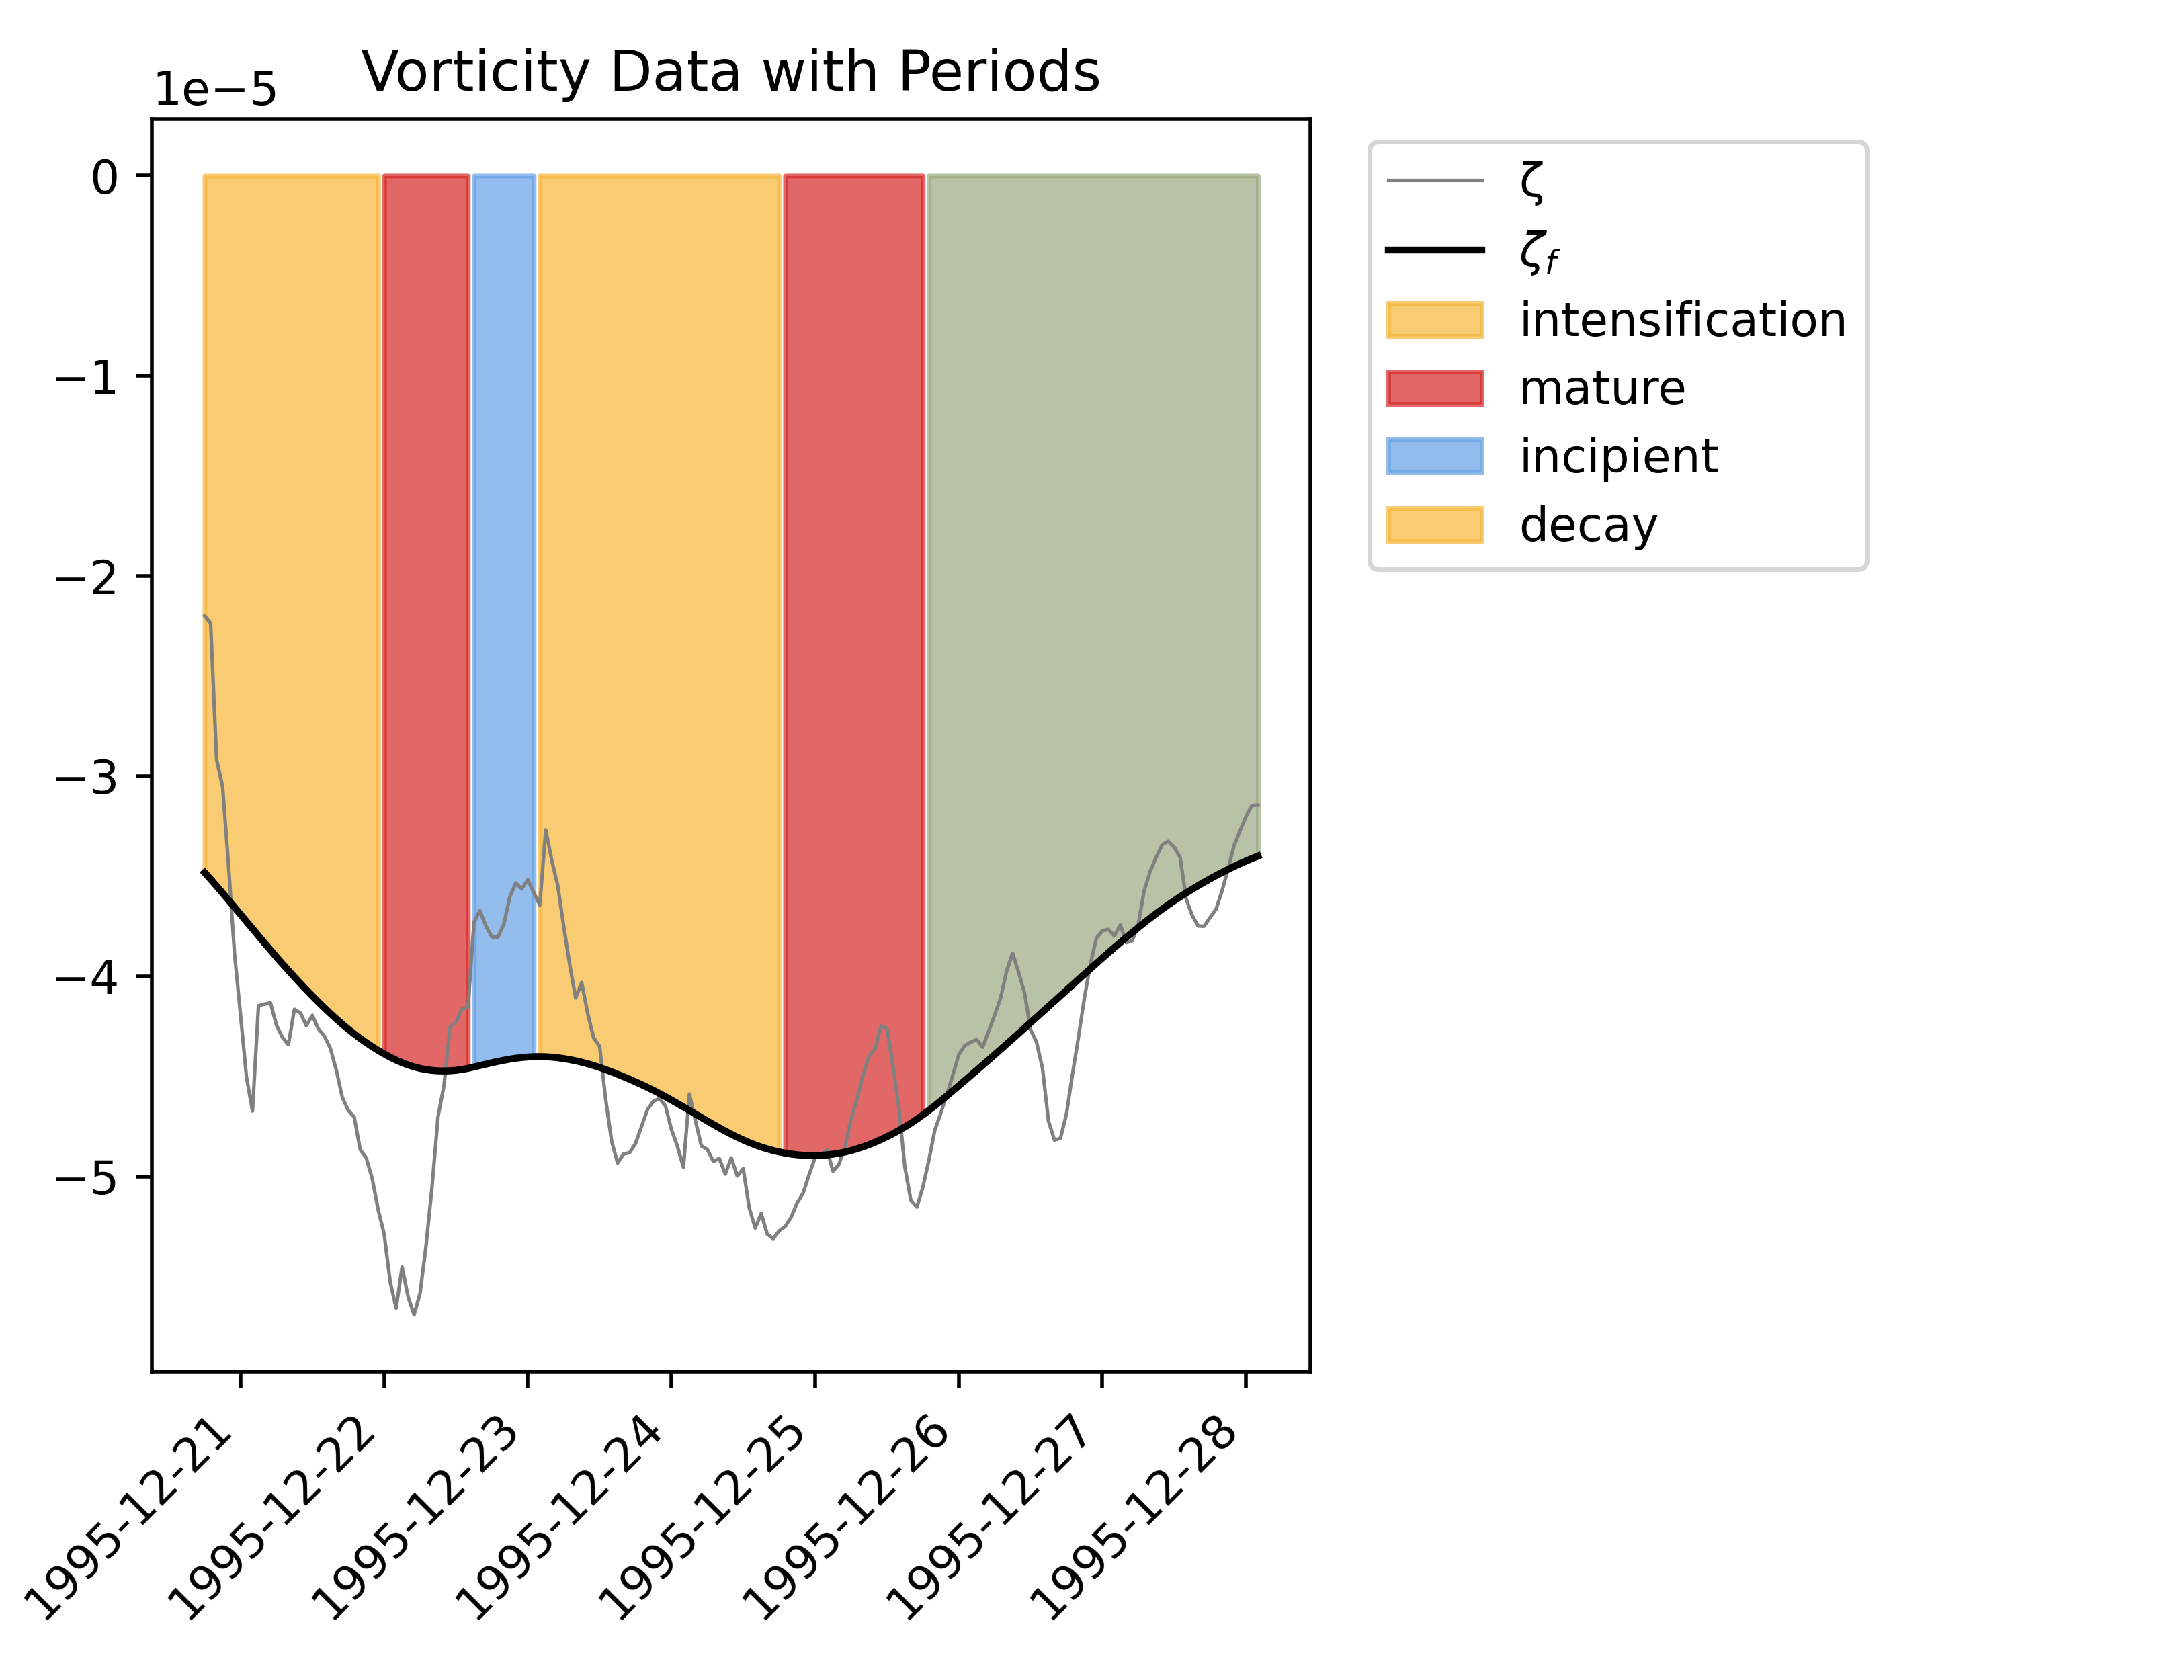 Vorticity Data with Periods
1e−5
0
−1
−2
−3
−4
−5
1995-12-21
1995-12-22
1995-12-23
1995-12-24
1995-12-25
1995-12-26
1995-12-27
1995-12-28
ζ
ζf
intensification
mature
incipient
decay